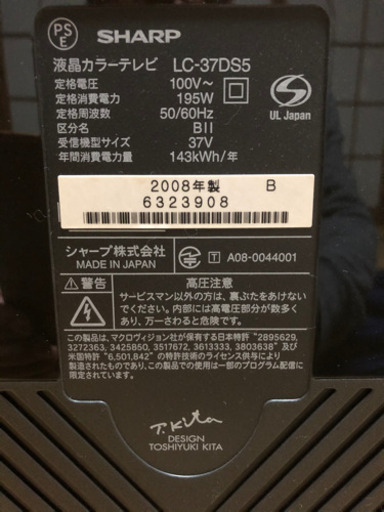 PS
E
SHARP
液晶カラーテレビ LC-37DS5
定格電圧 100V～
定格消費電力 195W
定格周波数 50/60Hz
区分名 BII
受信機型サイズ 37V
年間消費電力量 143kWh/年
UL Japan
2008年製 B
6323908
シャープ株式会社
MADE IN JAPAN
T A08-0044001
警告 高圧注意
サービスマン以外の方は、裏ぶたをあけないで
ください。内部には高電圧部分が数多く
あり、万一さわると危険です。
この製品は、マクロヴィジョン社が保有する日本特許 "2895629,
3272363, 3425850, 3517672, 3613333, 3803638" 及び
米国特許 "6,501,842" の特許技術のライセンス供与により
製造されたものであり、この製品での使用は一部のプログラム配信に
限定されています。
T. Kita
DESIGN
TOSHIYUKI KITA